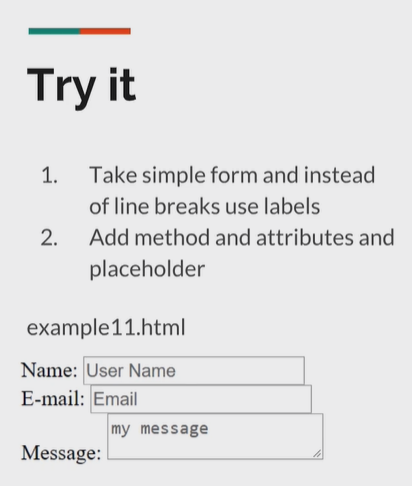 Try it
1. Take simple form and instead
of line breaks use labels
2. Add method and attributes and
placeholder
example11.html
Name: User Name
E-mail: Email
my message
Message: